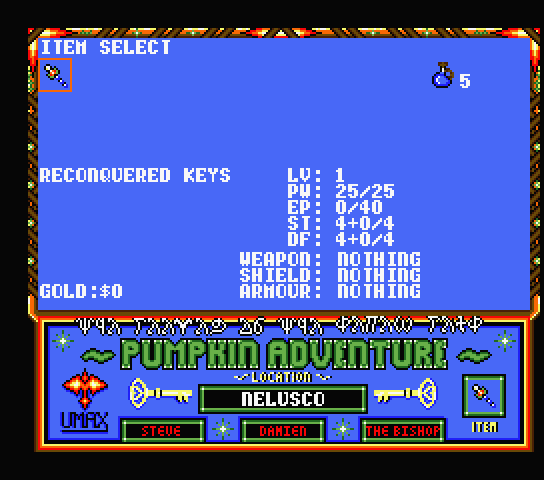 ITEM SELECT
5
RECONQUERED KEYS
LV: 1
PW: 25/25
EP: 0/40
ST: 4+0/4
DF: 4+0/4
WEAPON: NOTHING
SHIELD: NOTHING
GOLD:$0 ARMOUR: NOTHING
PUMPKIN ADVENTURE
LOCATION
NELUSCO
UMAX
STEVE DAMIEN THE BISHOP ITEM